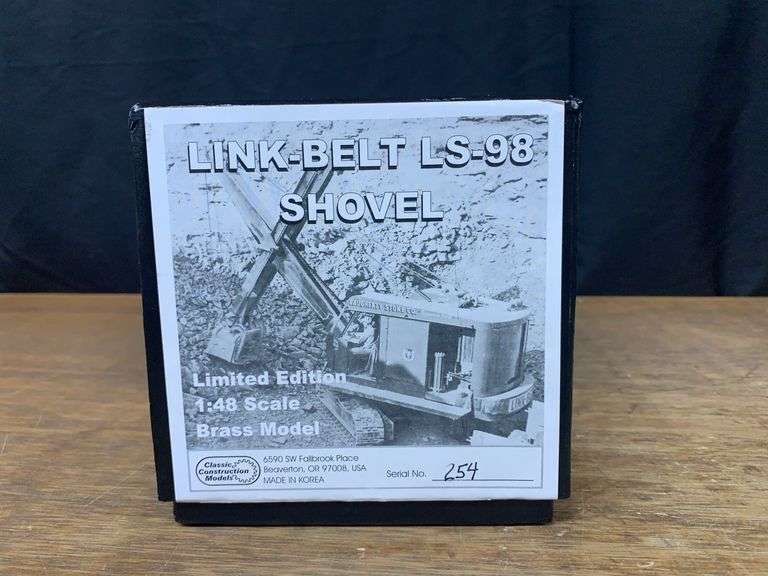 LINK-BELT LS-98
SHOVEL
Limited Edition
1:48 Scale
Brass Model
Classic
Construction
Models
6590 SW Fallbrook Place
Beaverton, OR 97008, USA
MADE IN KOREA
Serial No. 254